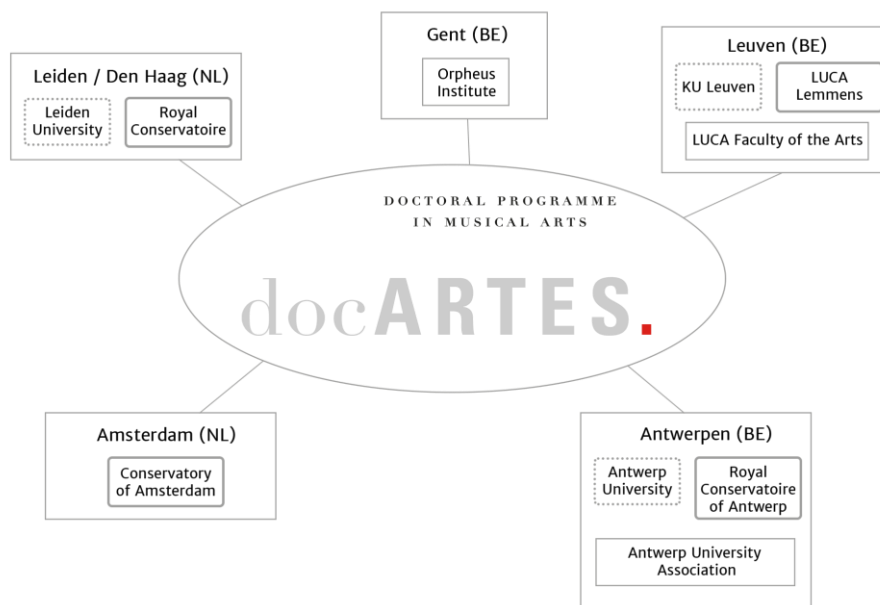 Gent (BE)
Orpheus
Institute
Leiden / Den Haag (NL)
Leiden
University
Royal
Conservatoire
Leuven (BE)
KU Leuven
LUCA
Lemmens
LUCA Faculty of the Arts
DOCTORAL PROGRAMME
IN MUSICAL ARTS
docARTES.
Amsterdam (NL)
Conservatory
of Amsterdam
Antwerpen (BE)
Antwerp
University
Royal
Conservatoire
of Antwerp
Antwerp University
Association